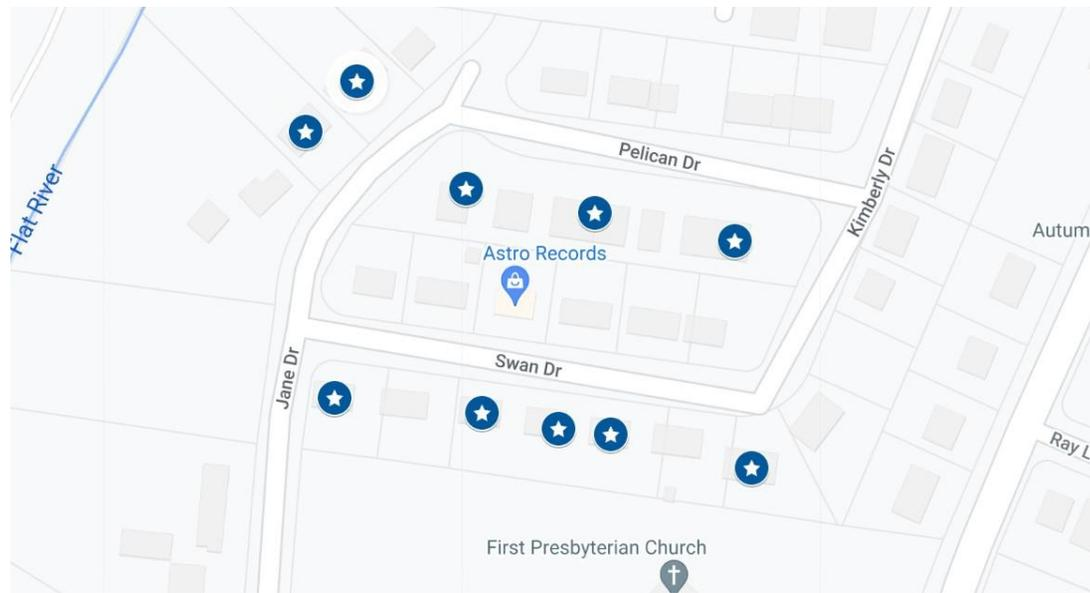 Pelican Dr
Flat River
Kimberly Dr
Autum
Astro Records
Swan Dr
Jane Dr
Ray L
First Presbyterian Church